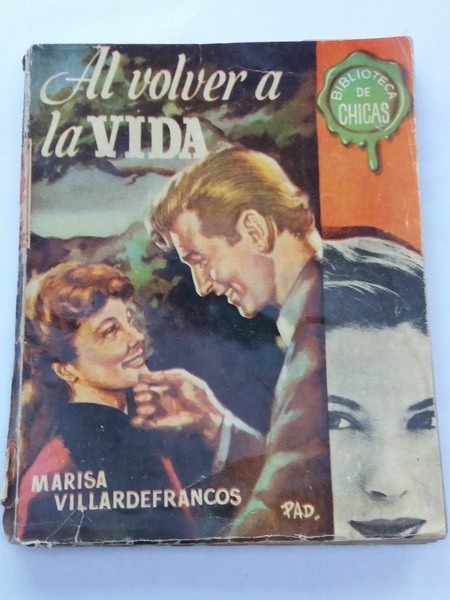 Al volver a
la VIDA
BIBLIOTECA
DE
CHICAS
MARISA
VILLARDEFRANCOS
PAD.